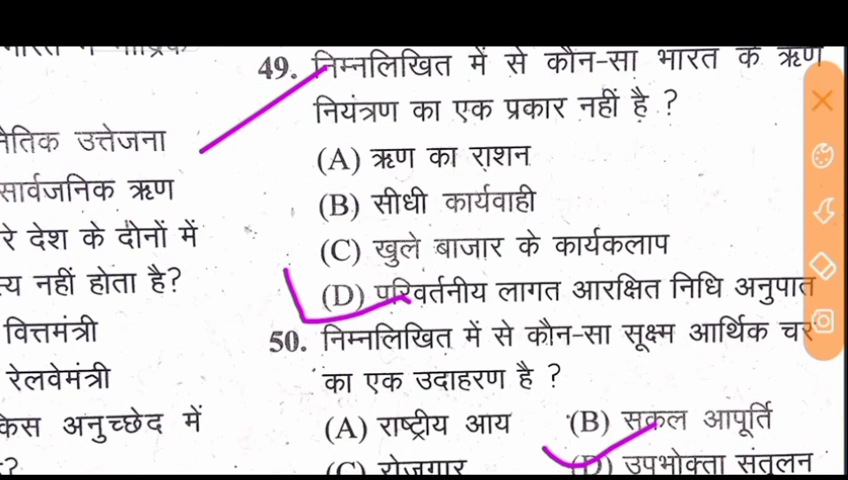 नैतिक उत्तेजना
सार्वजनिक ऋण
रे देश के दोनों में
त्य नहीं होता है?
वित्तमंत्री
रेलवेमंत्री
किस अनुच्छेद में
?
49. निम्नलिखित में से कौन-सा भारत के ऋण
नियंत्रण का एक प्रकार नहीं है ?
(A) ऋण का राशन
(B) सीधी कार्यवाही
(C) खुले बाजार के कार्यकलाप
(D) परिवर्तनीय लागत आरक्षित निधि अनुपात
50. निम्नलिखित में से कौन-सा सूक्ष्म आर्थिक चर
का एक उदाहरण है ?
(A) राष्ट्रीय आय (B) सकल आपूर्ति
(C) रोजगार (D) उपभोक्ता संतुलन